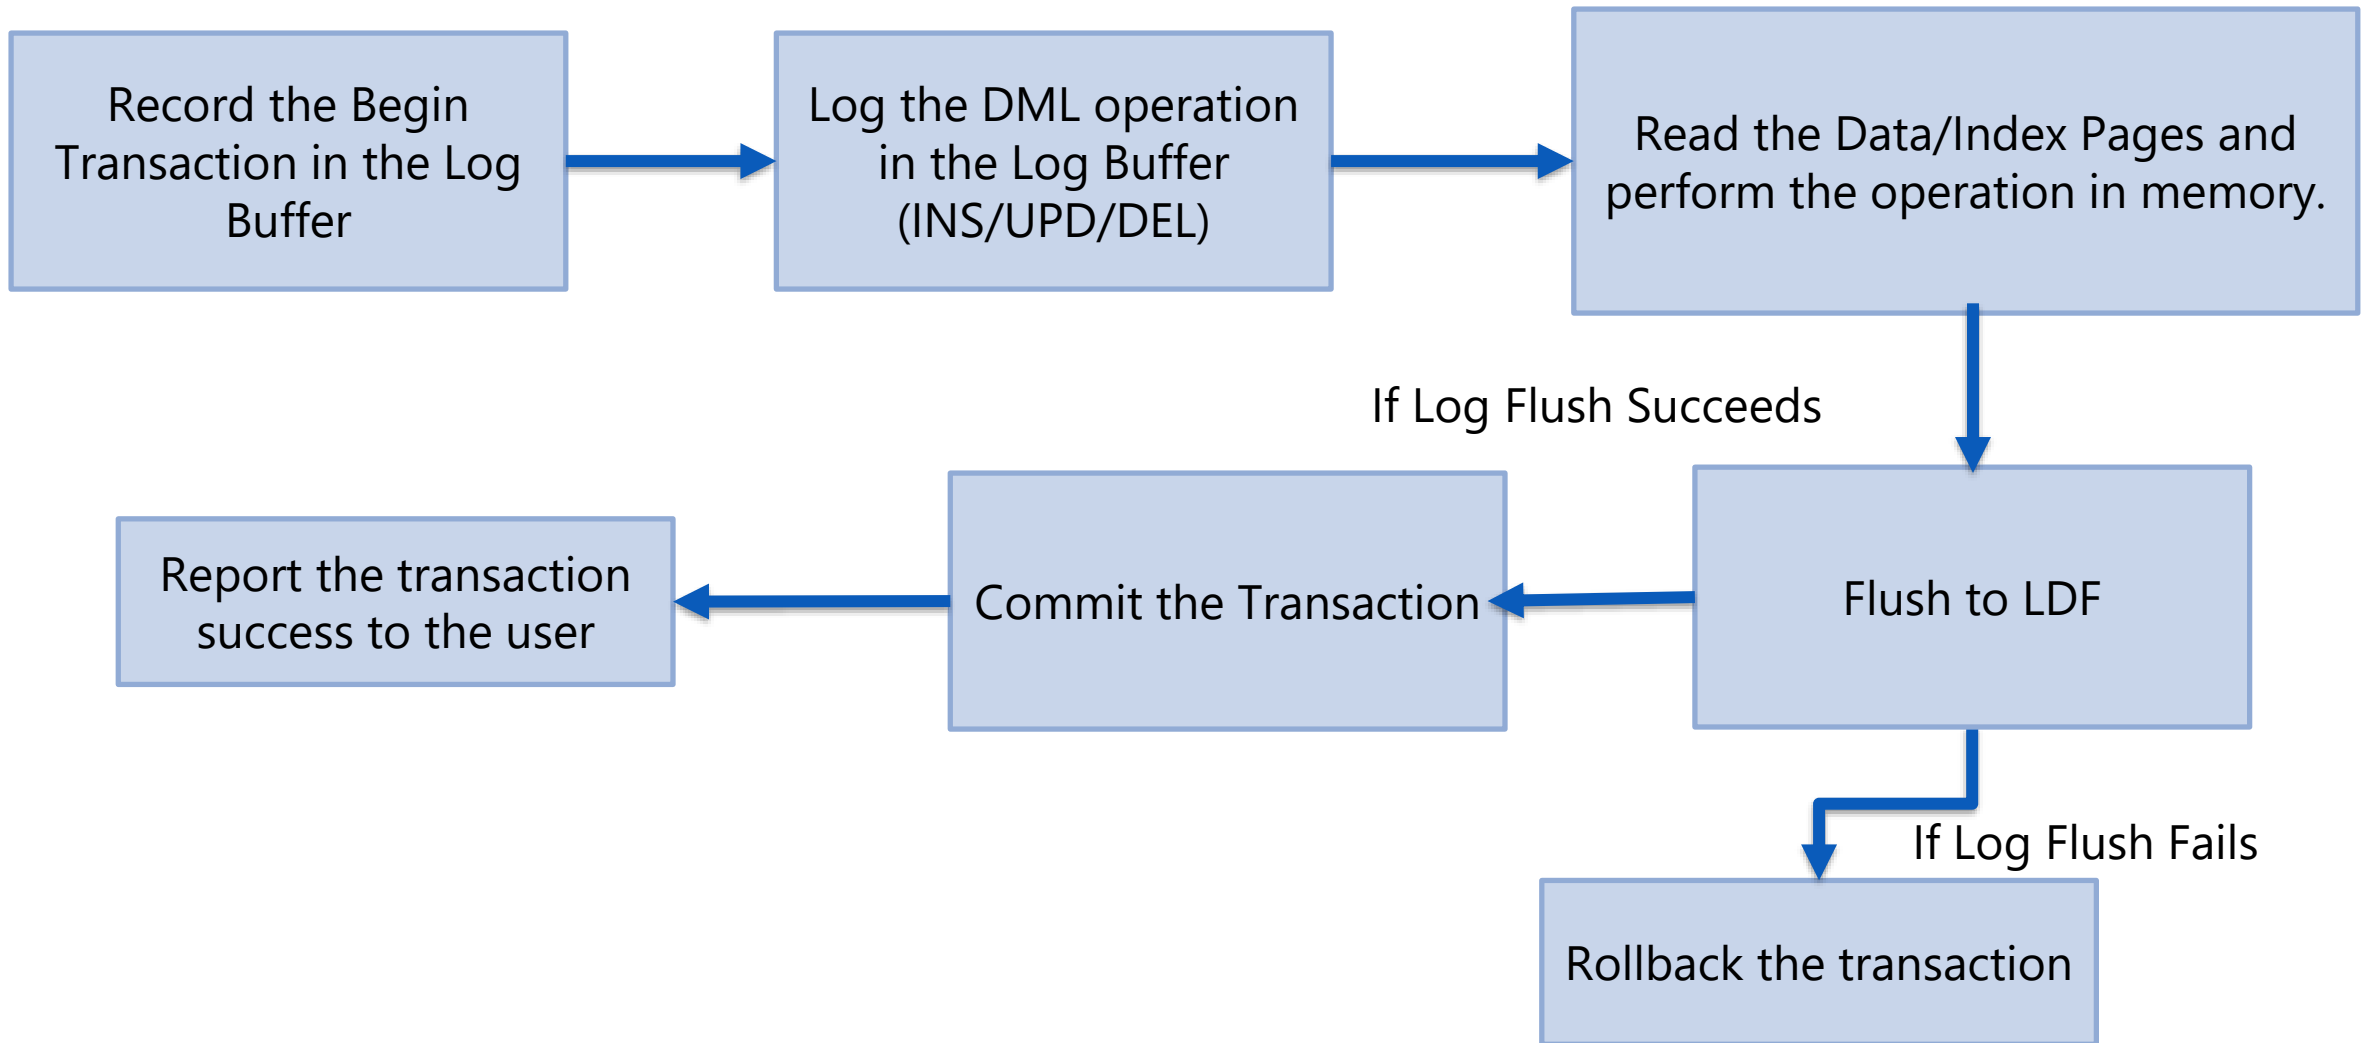 Record the Begin
Transaction in the Log
Buffer
Log the DML operation
in the Log Buffer
(INS/UPD/DEL)
Read the Data/Index Pages and
perform the operation in memory.
If Log Flush Succeeds
Flush to LDF
Commit the Transaction
Report the transaction
success to the user
If Log Flush Fails
Rollback the transaction